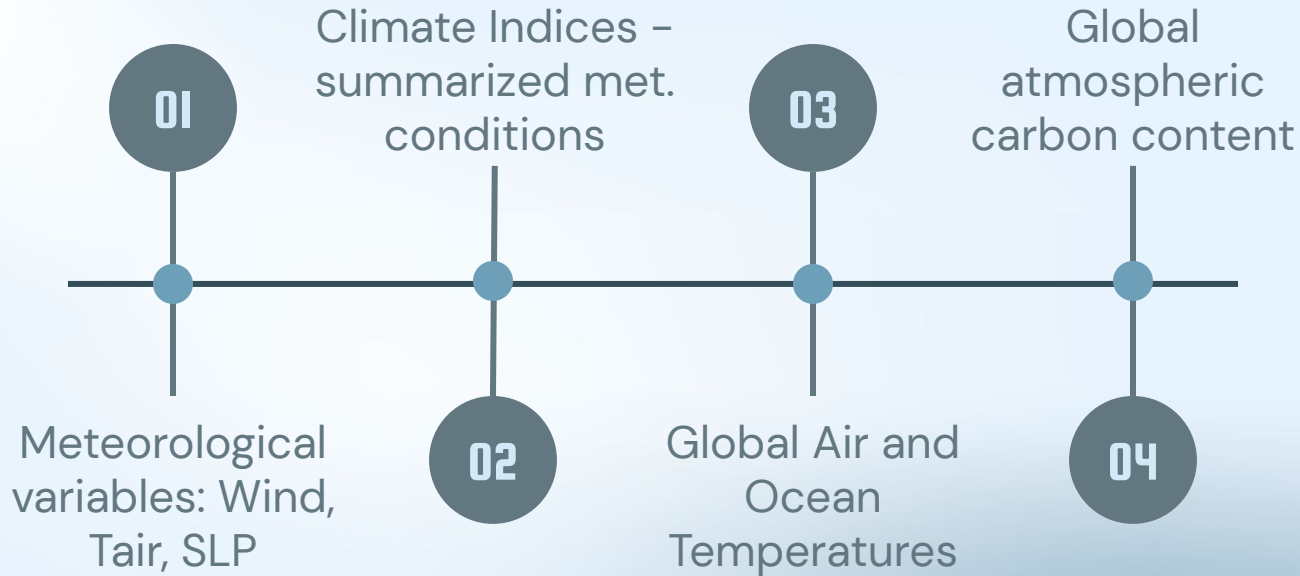 01
Meteorological
variables: Wind,
Tair, SLP
Climate Indices –
summarized met.
conditions
02
03
Global Air and
Ocean
Temperatures
Global
atmospheric
carbon content
04